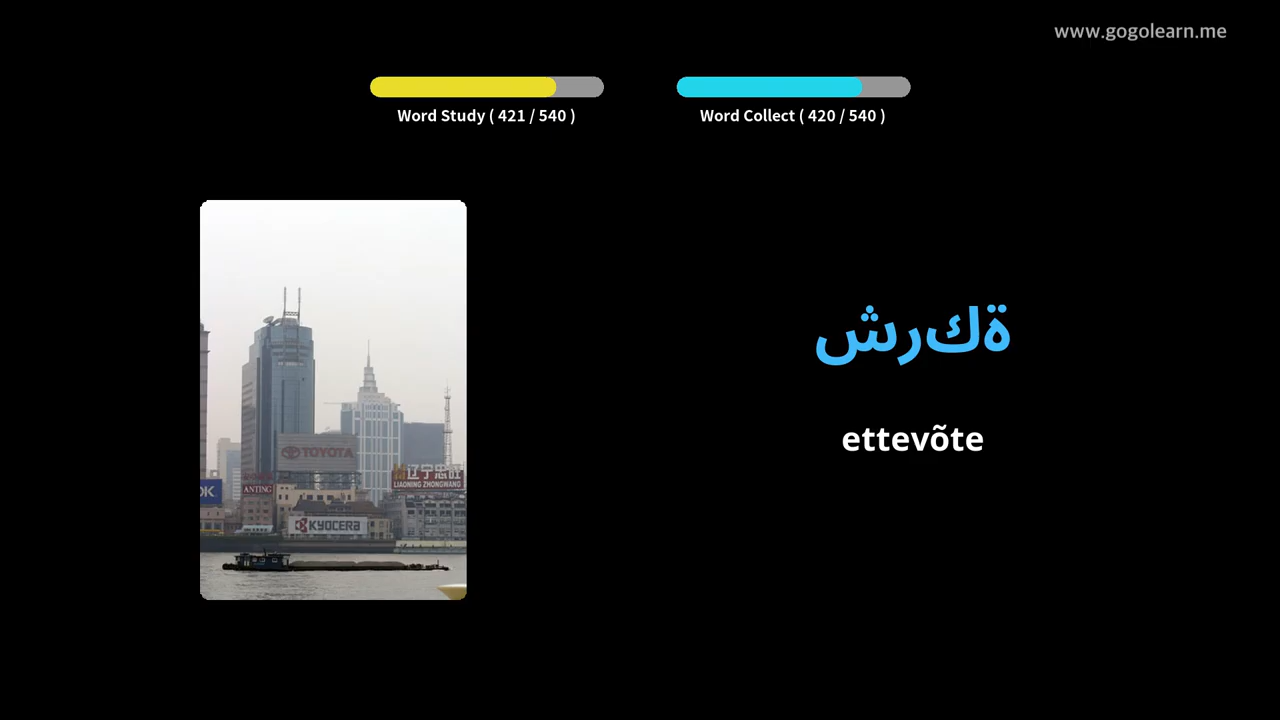 www.gogolearn.me
Word Study ( 421 / 540 )
Word Collect ( 420 / 540 )
شركة
ettevõte
TOYOTA
辽宁忠旺
LIAONING ZHONGWANG
ANTING
KYOCERA